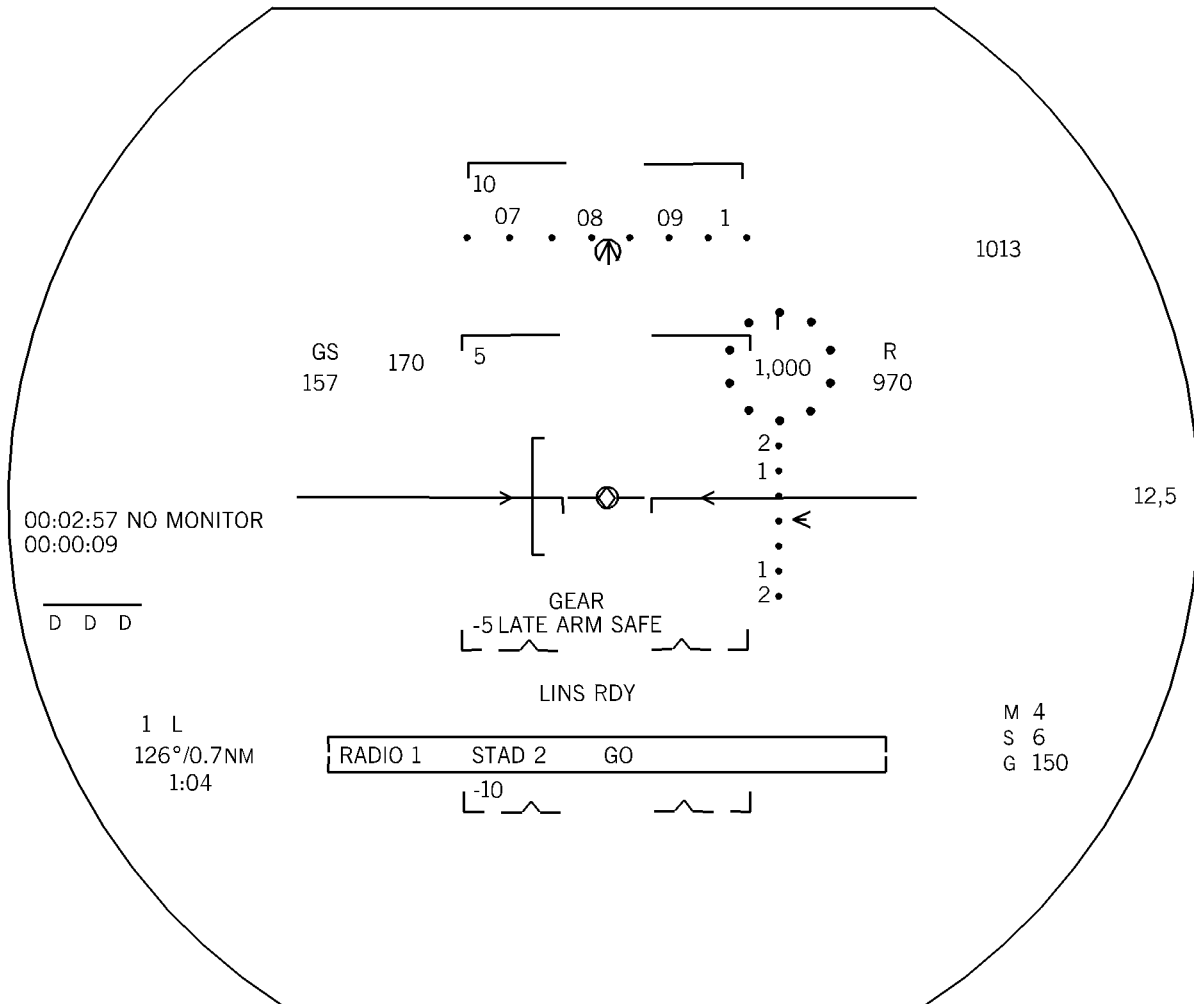 10
07 08 09 1
1013
GS 170 5 1,000 R
157 970
2
1
12,5
00:02:57 NO MONITOR
00:00:09
1
2
GEAR
-5 LATE ARM SAFE
D D D
LINS RDY
1 L
126°/0.7NM
1:04
M 4
S 6
G 150
RADIO 1 STAD 2 GO
-10